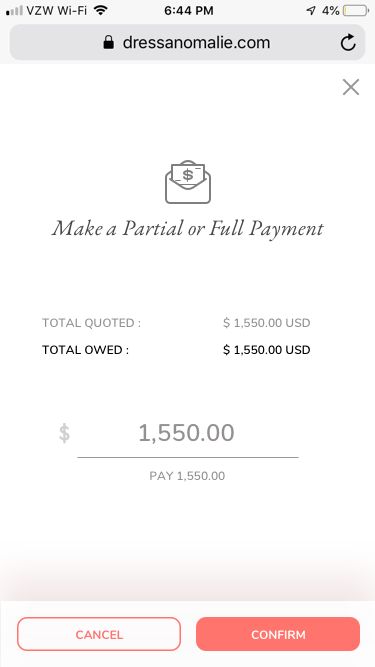 VZW Wi-Fi 6:44 PM 4%
dressanomalie.com
$
Make a Partial or Full Payment
TOTAL QUOTED : $ 1,550.00 USD
TOTAL OWED : $ 1,550.00 USD
$ 1,550.00
PAY 1,550.00
CANCEL CONFIRM